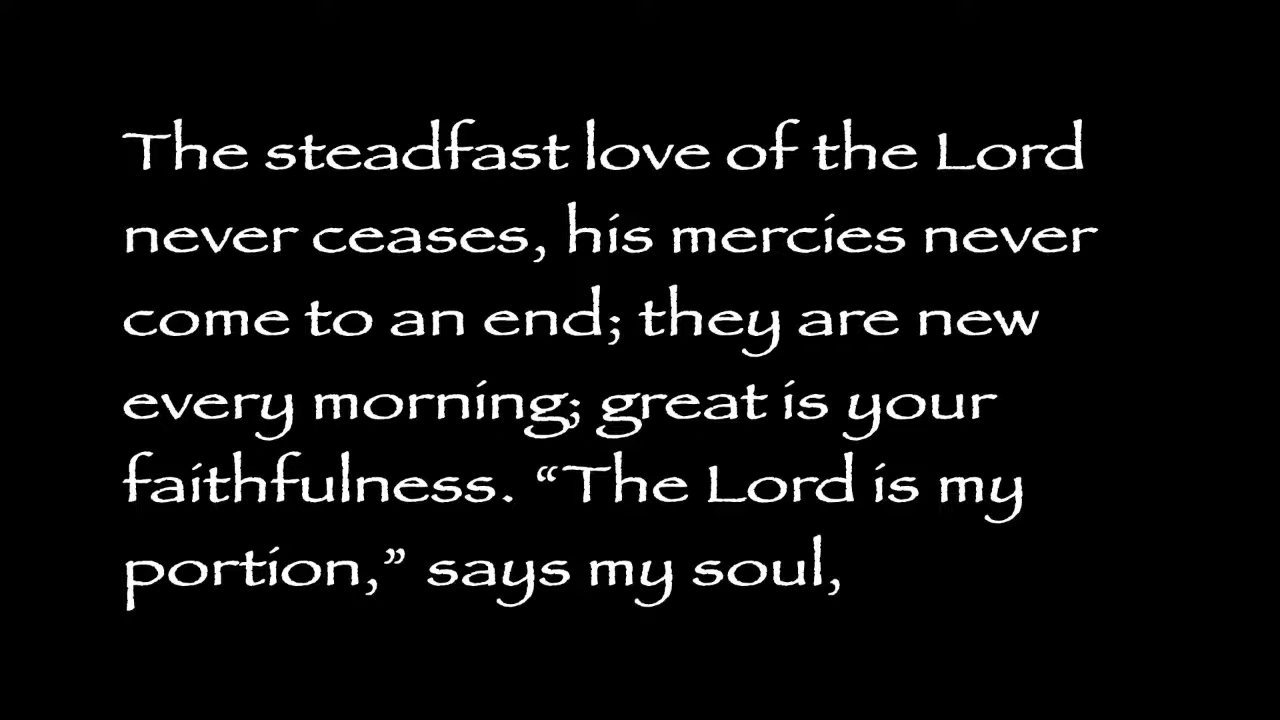 The steadfast love of the Lord
never ceases, his mercies never
come to an end; they are new
every morning; great is your
faithfulness. “The Lord is my
portion,” says my soul,